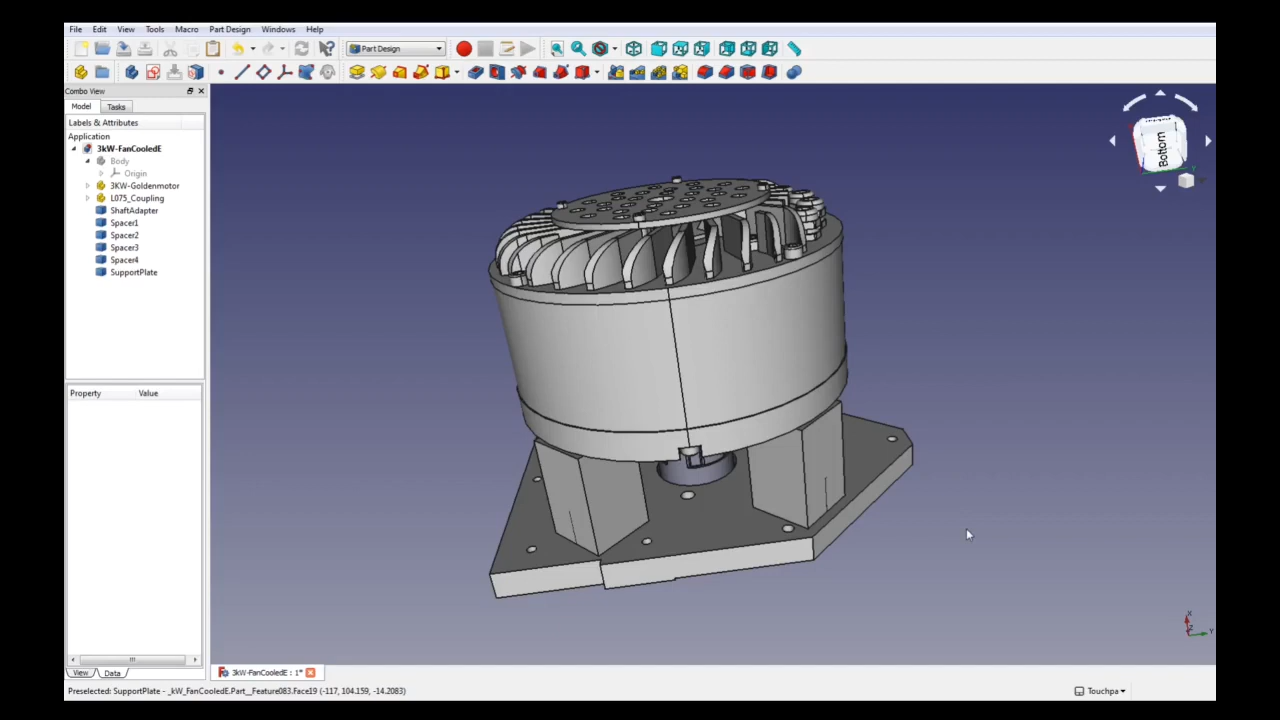 File Edit View Tools Macro Part Design Windows Help
Part Design
Combo View
Model Tasks
Labels & Attributes
Application
3kW-FanCooledE
Body
Origin
3KW-Goldenmotor
L075_Coupling
ShaftAdapter
Spacer1
Spacer2
Spacer3
Spacer4
SupportPlate
Property Value
View Data
Bottom
X
Z
Y
Y
3kW-FanCooledE : 1*
Preselected: SupportPlate - _kW_FanCooledE.Part__Feature083.Face19 (-117, 104.159, -14.2083)
Touchpa